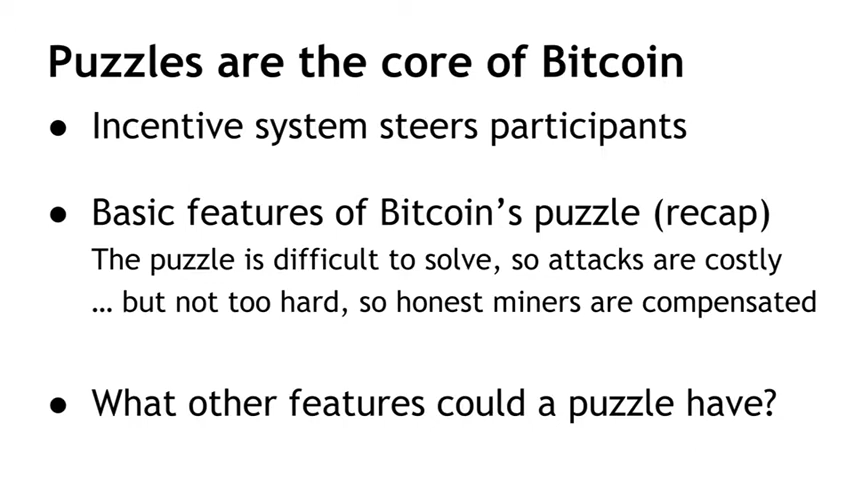 Puzzles are the core of Bitcoin
● Incentive system steers participants
● Basic features of Bitcoin’s puzzle (recap)
The puzzle is difficult to solve, so attacks are costly
… but not too hard, so honest miners are compensated
● What other features could a puzzle have?